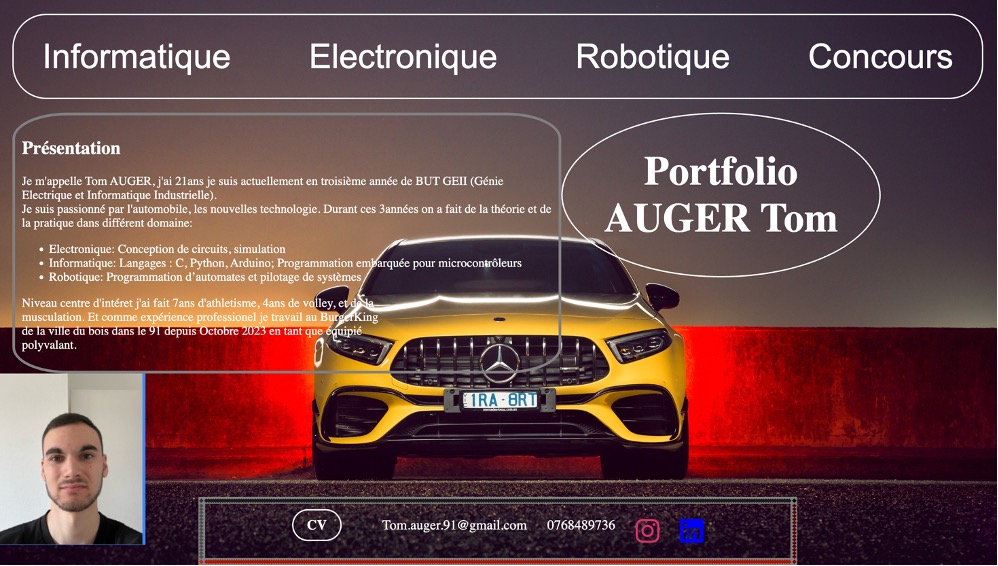 Informatique Electronique Robotique Concours
Présentation
Je m'appelle Tom AUGER, j'ai 21ans je suis actuellement en troisième année de BUT GEII (Génie
Electrique et Informatique Industrielle).
Je suis passionné par l'automobile, les nouvelles technologie. Durant ces 3années on a fait de la théorie et de
la pratique dans différent domaine:
• Electronique: Conception de circuits, simulation
• Informatique: Langages : C, Python, Arduino; Programmation embarquée pour microcontrôleurs
• Robotique: Programmation d'automates et pilotage de systèmes
Niveau centre d'intéret j'ai fait 7ans d'athletisme, 4ans de volley, et de la
musculation. Et comme expérience professionel je travail au BurgerKing
de la ville du bois dans le 91 depuis Octobre 2023 en tant que équipié
polyvalant.
Portfolio
AUGER Tom
1RA-8RT
CV Tom.auger.91@gmail.com 0768489736
in